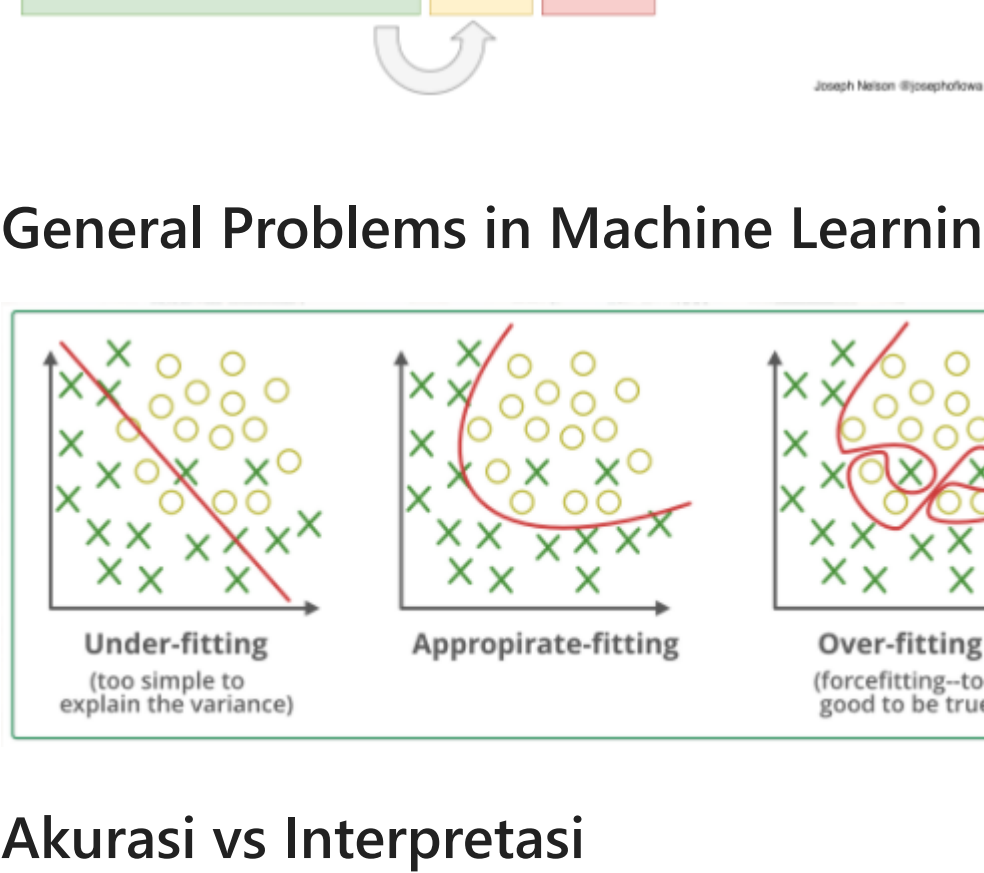 Joseph Nelson @josephofiowa
General Problems in Machine Learnin
Under-fitting
(too simple to
explain the variance)
Appropirate-fitting
Over-fitting
(forcefitting--to
good to be true
Akurasi vs Interpretasi